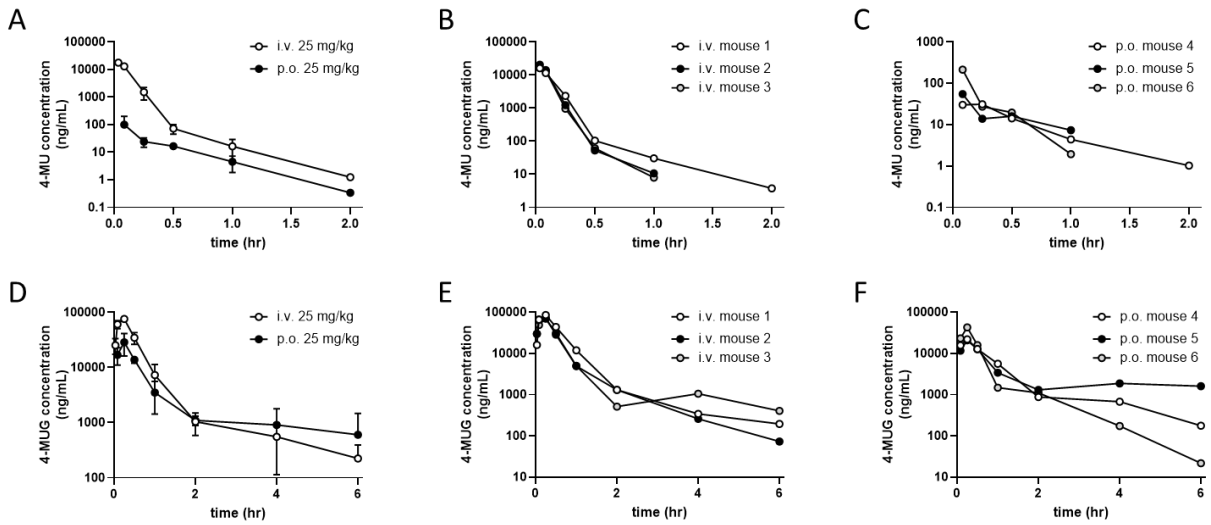 A
4-MU concentration
(ng/mL)
100000
10000
1000
100
10
1
0.1
0.0
0.5
1.0
1.5
2.0
time (hr)
i.v. 25 mg/kg
p.o. 25 mg/kg
B
4-MU concentration
(ng/mL)
100000
10000
1000
100
10
1
0.0
0.5
1.0
1.5
2.0
time (hr)
i.v. mouse 1
i.v. mouse 2
i.v. mouse 3
C
4-MU concentration
(ng/mL)
1000
100
10
1
0.1
0.0
0.5
1.0
1.5
2.0
time (hr)
p.o. mouse 4
p.o. mouse 5
p.o. mouse 6
D
4-MUG concentration
(ng/mL)
100000
10000
1000
100
0
2
4
6
time (hr)
i.v. 25 mg/kg
p.o. 25 mg/kg
E
4-MUG concentration
(ng/mL)
100000
10000
1000
100
10
0
2
4
6
time (hr)
i.v. mouse 1
i.v. mouse 2
i.v. mouse 3
F
4-MUG concentration
(ng/mL)
100000
10000
1000
100
10
0
2
4
6
time (hr)
p.o. mouse 4
p.o. mouse 5
p.o. mouse 6